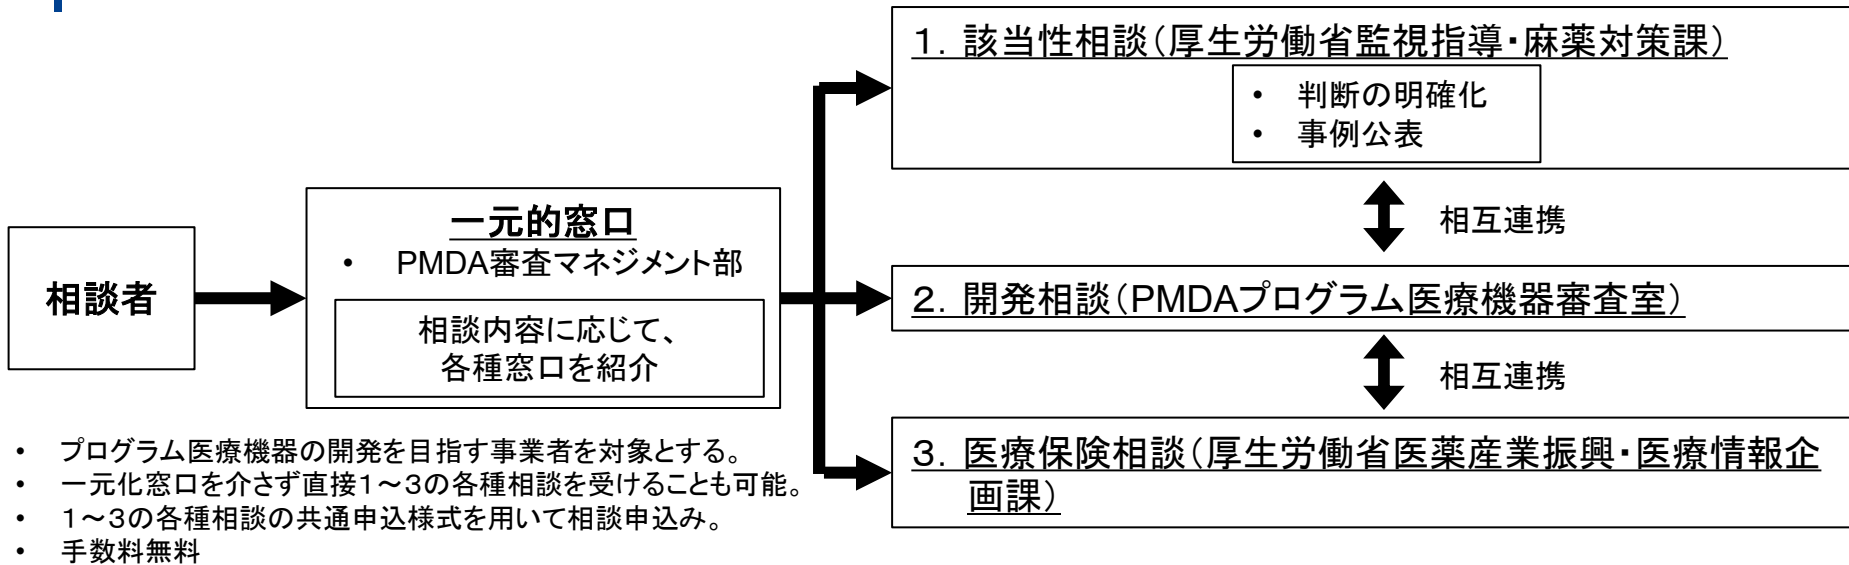 相談者
一元的窓口
• PMDA審査マネジメント部
相談内容に応じて、
各種窓口を紹介
1. 該当性相談(厚生労働省監視指導・麻薬対策課)
• 判断の明確化
• 事例公表
相互連携
2. 開発相談(PMDAプログラム医療機器審査室)
相互連携
3. 医療保険相談(厚生労働省医薬産業振興・医療情報企
画課)
• プログラム医療機器の開発を目指す事業者を対象とする。
• 一元化窓口を介さず直接1～3の各種相談を受けることも可能。
• 1～3の各種相談の共通申込様式を用いて相談申込み。
• 手数料無料